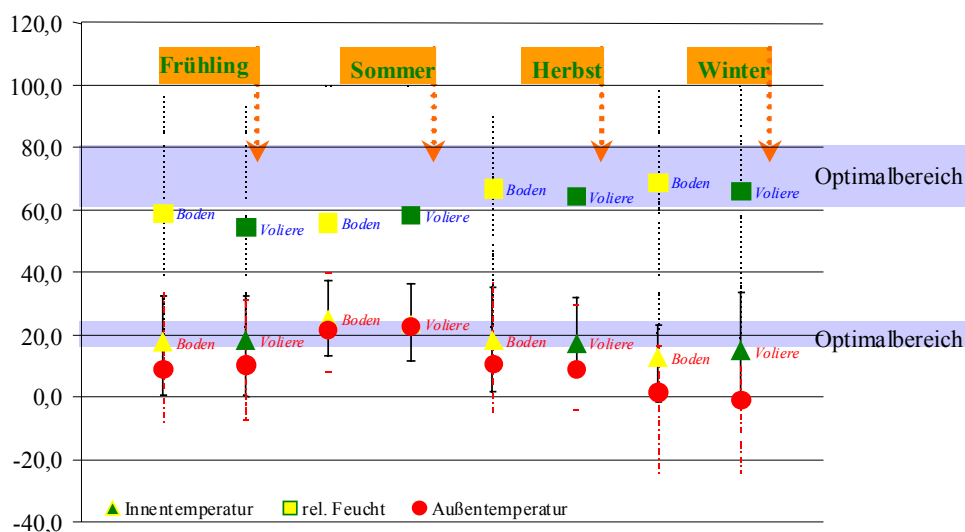 120,0
100,0
80,0
60,0
40,0
20,0
0,0
-20,0
-40,0
Frühling
Sommer
Herbst
Winter
Optimalbereich
Boden
Voliere
Boden
Voliere
Boden
Voliere
Boden
Voliere
Optimalbereich
Boden
Voliere
Boden
Voliere
Boden
Voliere
Boden
Voliere
Innentemperatur rel. Feucht Außentemperatur